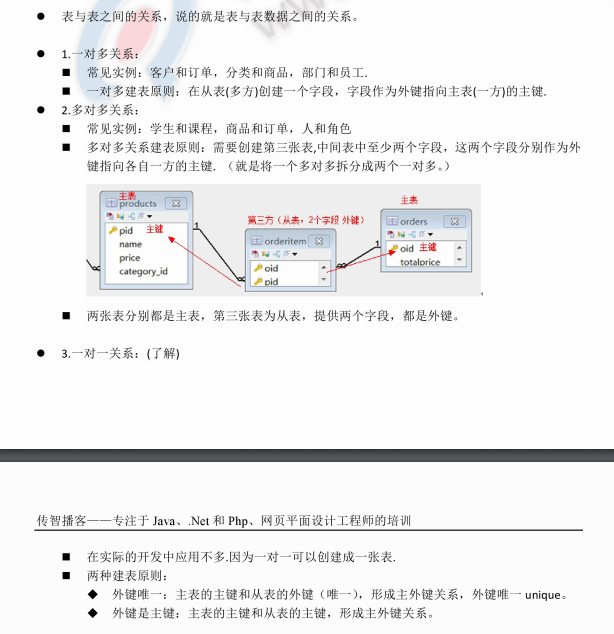 ● 表与表之间的关系，说的就是表与表数据之间的关系。
● 1.一对多关系：
■ 常见实例：客户和订单，分类和商品，部门和员工.
■ 一对多建表原则：在从表(多方)创建一个字段，字段作为外键指向主表(一方)的主键.
● 2.多对多关系：
■ 常见实例：学生和课程，商品和订单，人和角色
■ 多对多关系建表原则：需要创建第三张表,中间表中至少两个字段，这两个字段分别作为外
键指向各自一方的主键. （就是将一个多对多拆分成两个一对多。）
主表
products
pid 主键
name
price
category_id
1
∞
第三方（从表，2个字段 外键）
orderitem
oid
pid
∞
∞
1
主表
orders
oid 主键
totalprice
■ 两张表分别都是主表，第三张表为从表，提供两个字段，都是外键。
● 3.一对一关系：(了解)
传智播客——专注于 Java、.Net 和 Php、网页平面设计工程师的培训
■ 在实际的开发中应用不多.因为一对一可以创建成一张表.
■ 两种建表原则：
◆ 外键唯一：主表的主键和从表的外键（唯一），形成主外键关系，外键唯一 unique。
◆ 外键是主键：主表的主键和从表的主键，形成主外键关系。